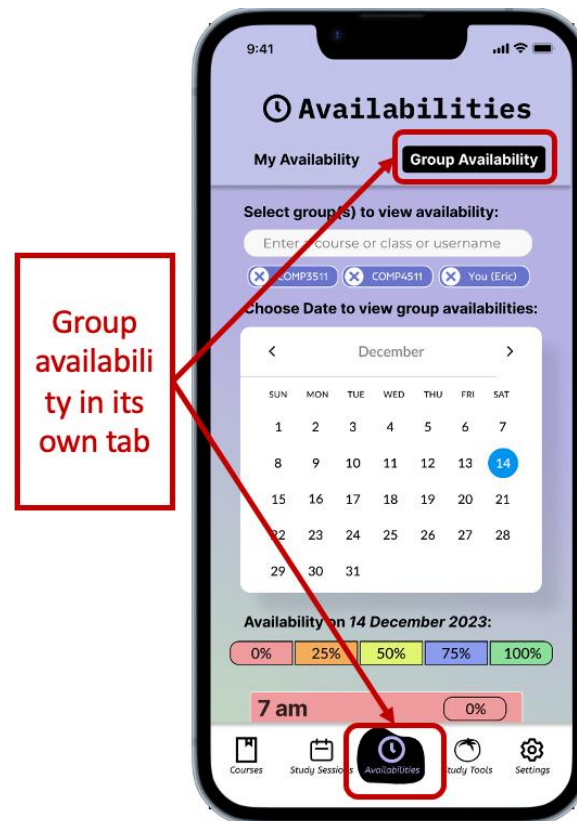 9:41
Availabilities
My Availability Group Availability
Select group(s) to view availability:
Enter a course or class or username
COMP3511 COMP4511 You (Eric)
Choose Date to view group availabilities:
Group
availabili
ty in its
own tab
December
SUN MON TUE WED THU FRI SAT
1 2 3 4 5 6 7
8 9 10 11 12 13 14
15 16 17 18 19 20 21
22 23 24 25 26 27 28
29 30 31
Availability on 14 December 2023:
0% 25% 50% 75% 100%
7 am 0%
Courses Study Sessions Availabilities Study Tools Settings